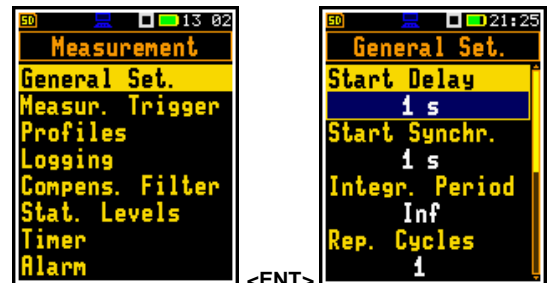 SD 13 02
Measurement
General Set.
Measur. Trigger
Profiles
Logging
Compens. Filter
Stat. Levels
Timer
Alarm
<ENT>
SD 21:25
General Set.
Start Delay
1 s
Start Synchr.
1 s
Integr. Period
Inf
Rep. Cycles
1